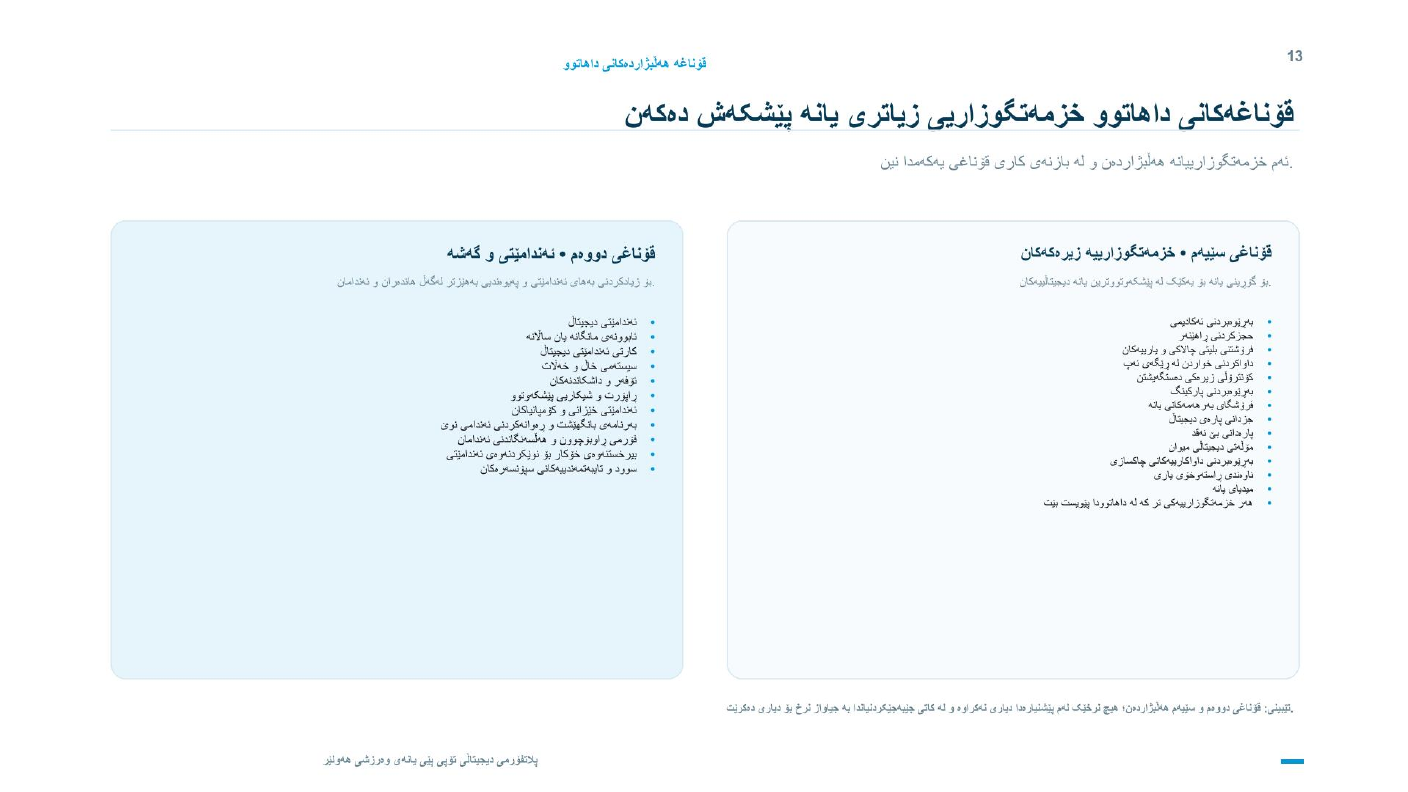 13
قۆناغە هەڵبژاردەکانی داهاتوو
قۆناغەکانی داهاتوو خزمەتگوزاریی زیاتری یانە پێشکەش دەکەن
ئەم خزمەتگوزارییانە هەڵبژاردەن و لە بازنەی کاری قۆناغی یەکەمدا نین.
قۆناغی سێیەم • خزمەتگوزارییە زیرەکەکان
بۆ گۆڕینی یانە بۆ یەکێک لە پێشکەوتووترین یانە دیجیتاڵییەکان.
• بەڕێوەبردنی ئەکادیمی
• حجزکردنی ڕاهێنەر
• فرۆشتنی بلیتی چالاکی و یارییەکان
• داواکردنی خواردن لە ڕێگەی ئەپ
• کۆنترۆڵی زیرەکی دەستگەیشتن
• بەڕێوەبردنی پارکینگ
• فرۆشگای بەرهەمەکانی یانە
• جزدانی پارەی دیجیتاڵ
• پارەدانی بێ نەقد
• مۆڵەتی دیجیتاڵی میوان
• بەڕێوەبردنی داواکارییەکانی چاکسازی
• ناوەندی ڕاستەوخۆی یاری
• میدیای یانە
• هەر خزمەتگوزارییەکی تر کە لە داهاتوودا پێویست بێت
قۆناغی دووەم • ئەندامێتی و گەشە
بۆ زیادکردنی بەهای ئەندامێتی و پەیوەندیی بەهێزتر لەگەڵ هاندەران و ئەندامان.
• ئەندامێتی دیجیتاڵ
• ئابوونەی مانگانە یان ساڵانە
• کارتی ئەندامێتی دیجیتاڵ
• سیستەمی خاڵ و خەڵات
• ئۆفەر و داشکاندنەکان
• ڕاپۆرت و شیکاریی پێشکەوتوو
• ئەندامێتی خێزانی و کۆمپانیاکان
• بەرنامەی بانگهێشت و ڕەوانەکردنی ئەندامی نوێ
• فۆرمی ڕاوبۆچوون و هەڵسەنگاندنی ئەندامان
• بیرخستنەوەی خۆکار بۆ نوێکردنەوەی ئەندامێتی
• سوود و تایبەتمەندییەکانی سپۆنسەرەکان
تێبینی: قۆناغی دووەم و سێیەم هەڵبژاردەن؛ هیچ نرخێک لەم پێشنیارەدا دیاری نەکراوە و لە کاتی جێبەجێکردنیاندا بە جیاواز نرخ بۆ دیاری دەکرێت.
پلاتفۆرمی دیجیتاڵی تۆپی پێی یانەی وەرزشی هەولێر